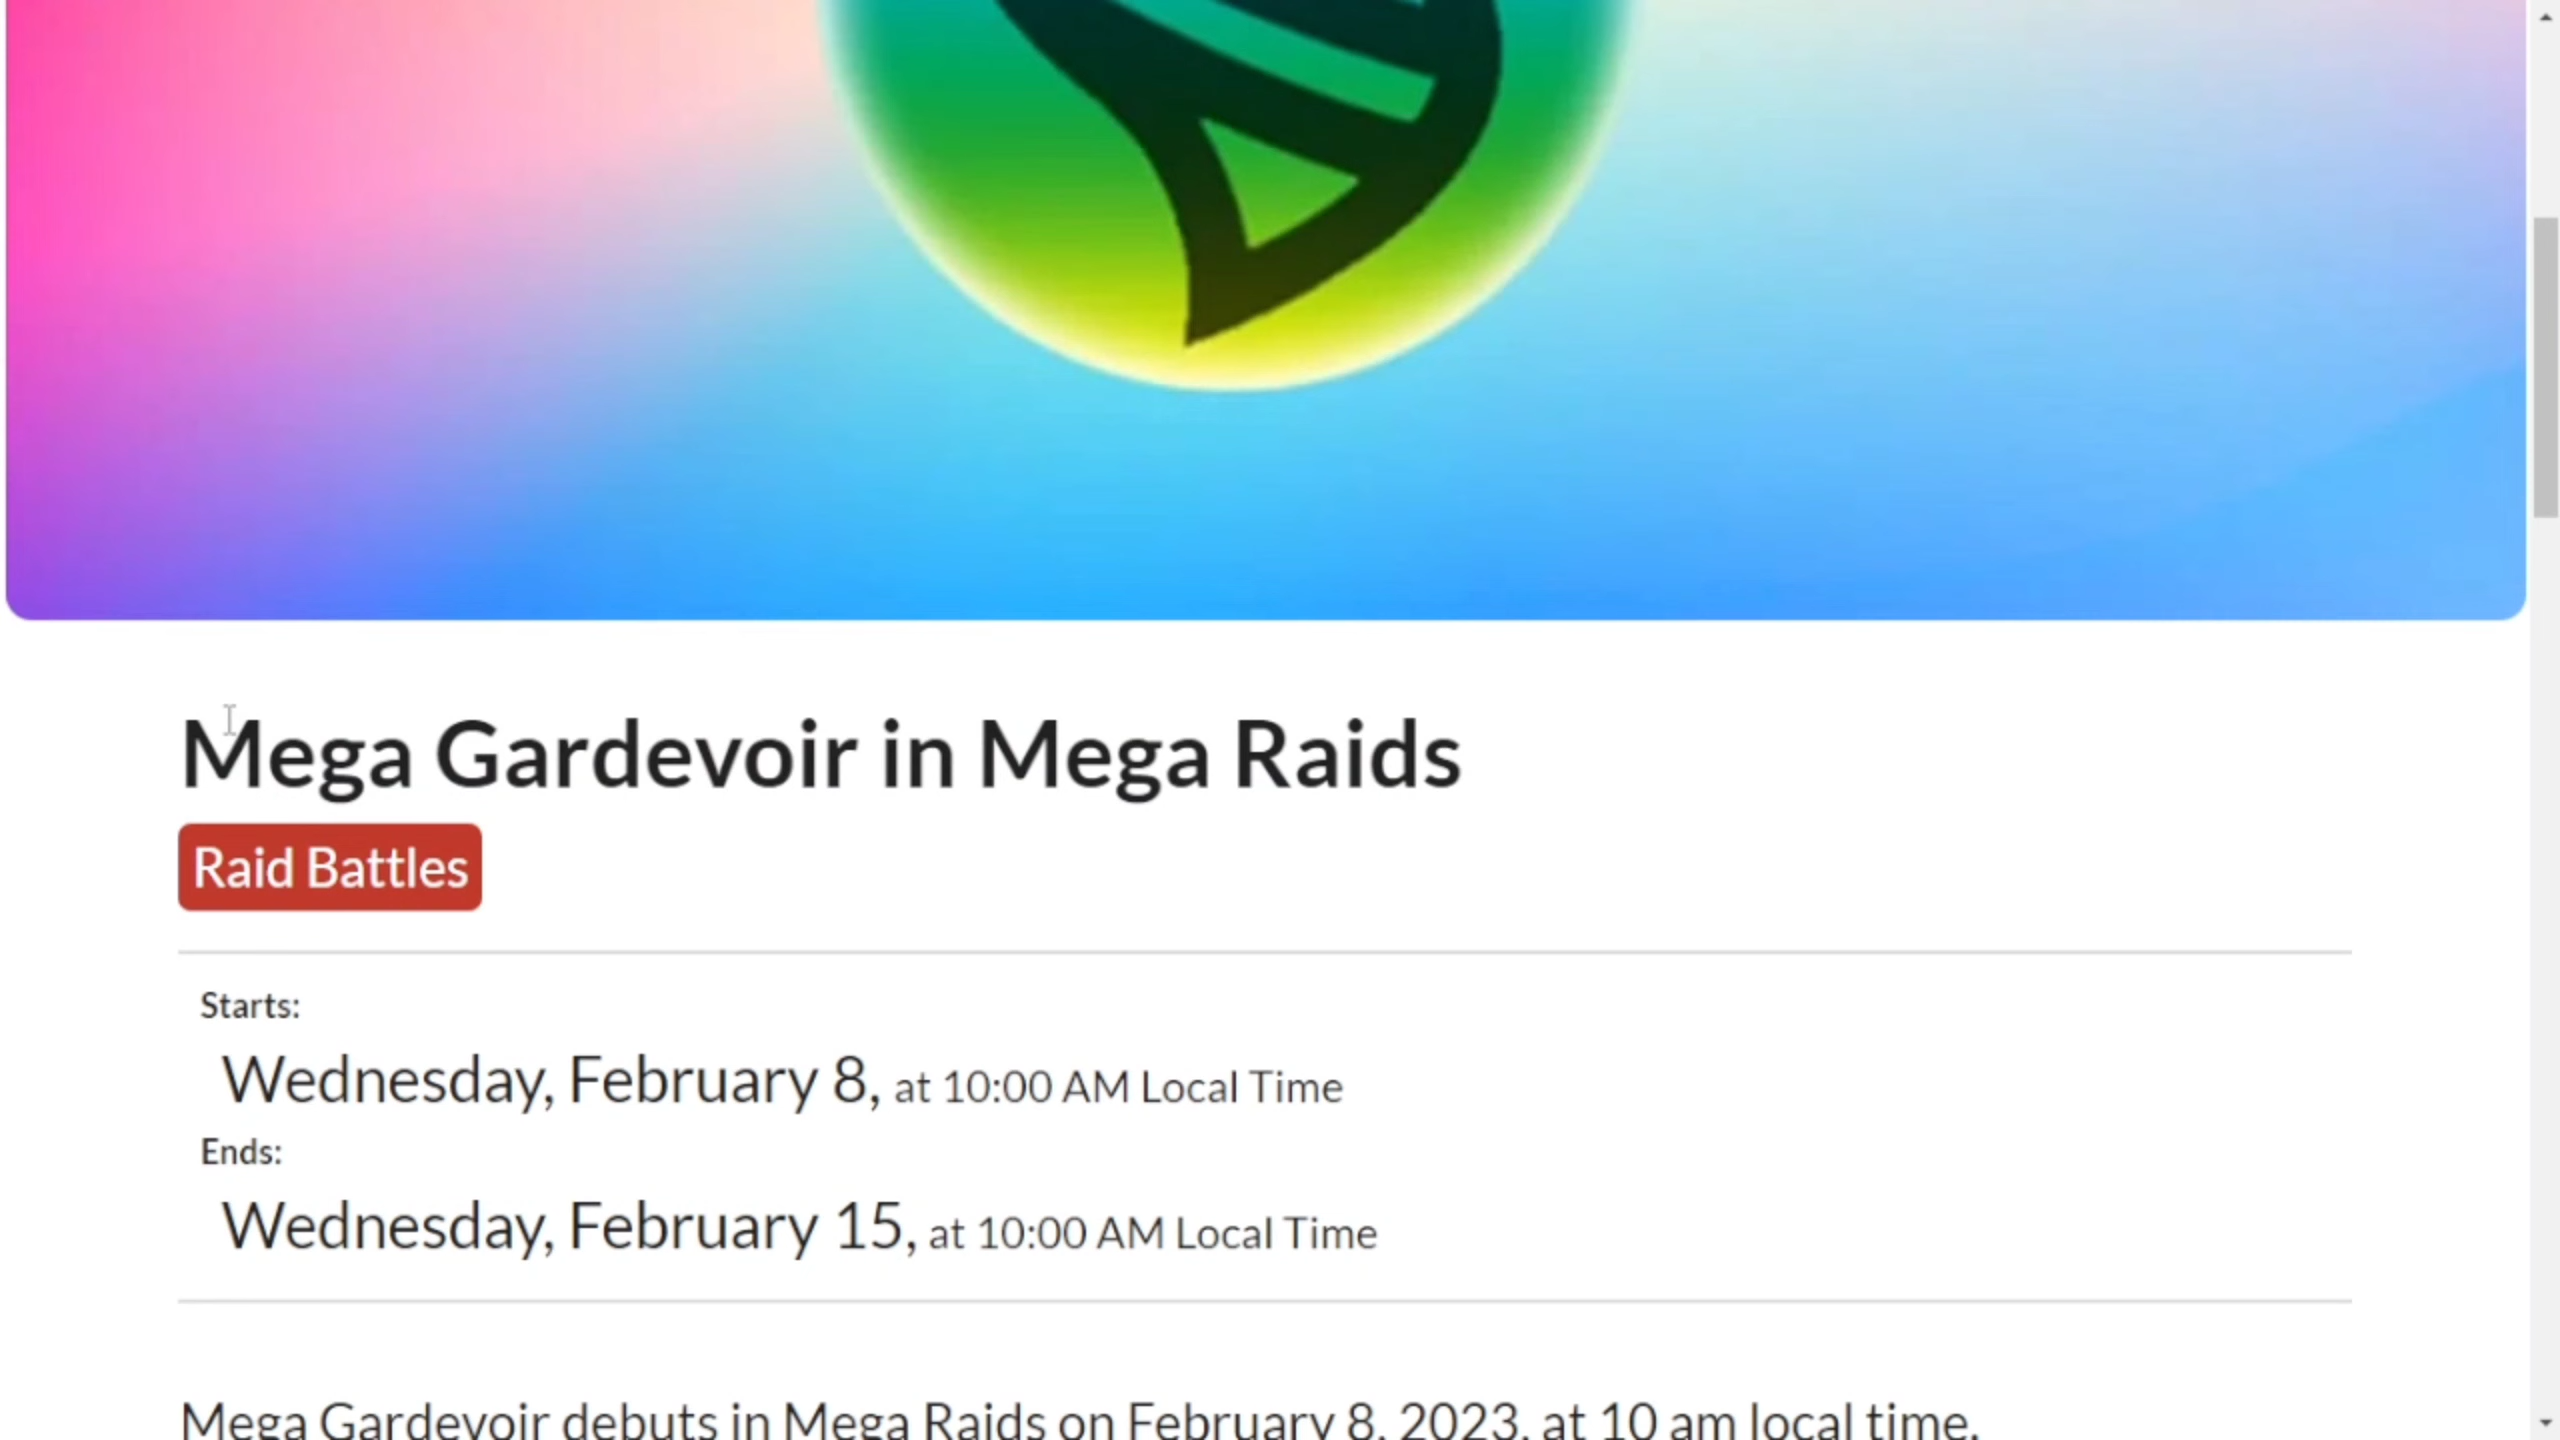 Mega Gardevoir in Mega Raids
Raid Battles
Starts:
Wednesday, February 8, at 10:00 AM Local Time
Ends:
Wednesday, February 15, at 10:00 AM Local Time
Mega Gardevoir debuts in Mega Raids on February 8, 2023, at 10 am local time.